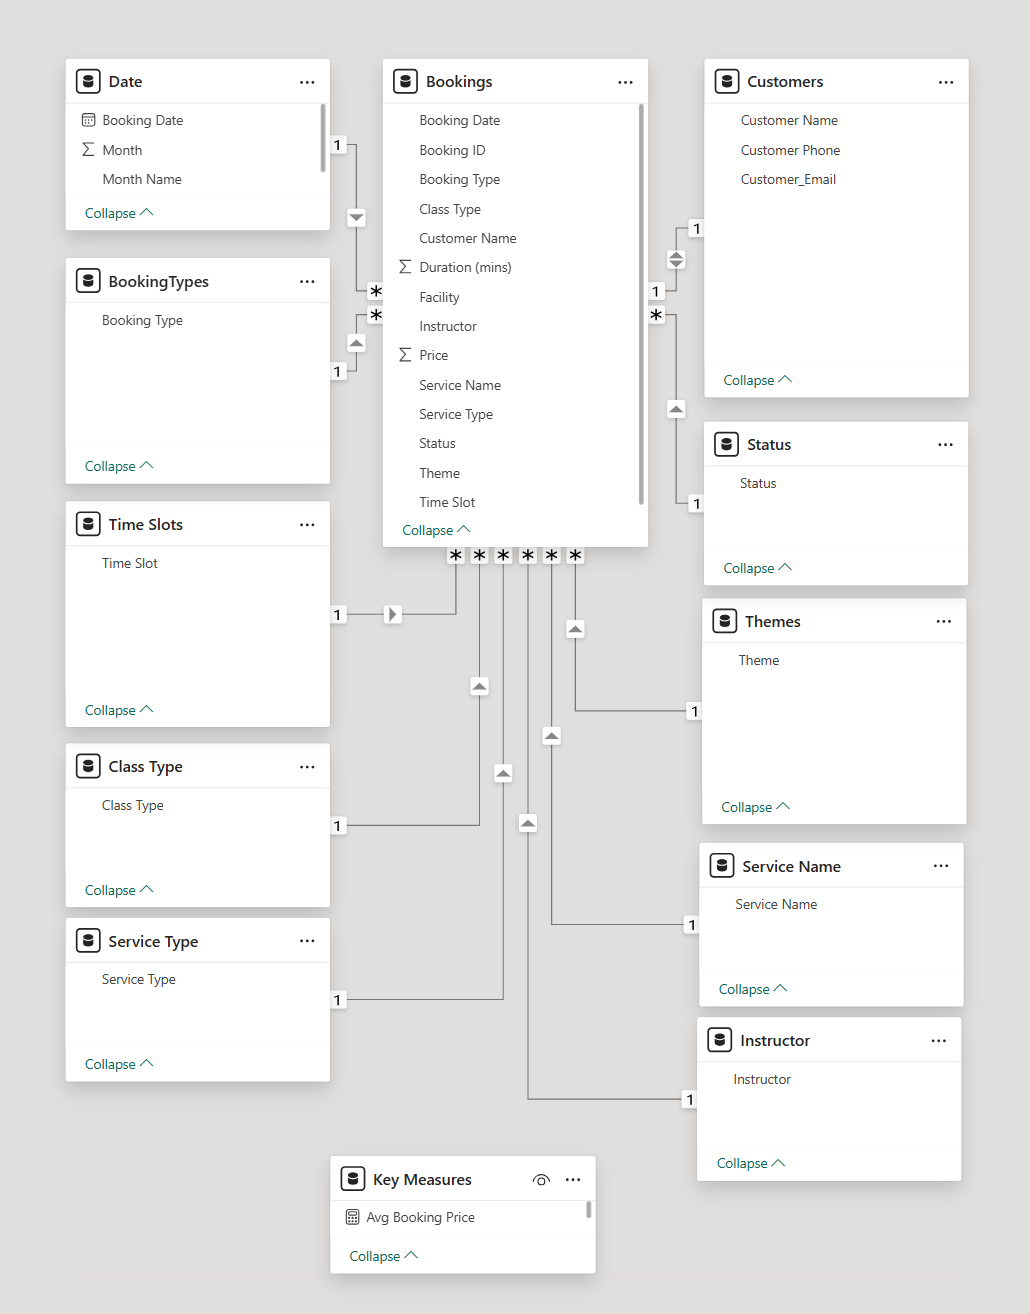 Date
Booking Date
Month
Month Name
Collapse
BookingTypes
Booking Type
Collapse
Time Slots
Time Slot
Collapse
Class Type
Class Type
Collapse
Service Type
Service Type
Collapse
Bookings
Booking Date
Booking ID
Booking Type
Class Type
Customer Name
Duration (mins)
Facility
Instructor
Price
Service Name
Service Type
Status
Theme
Time Slot
Collapse
Customers
Customer Name
Customer Phone
Customer_Email
Collapse
Status
Status
Collapse
Themes
Theme
Collapse
Service Name
Service Name
Collapse
Instructor
Instructor
Collapse
Key Measures
Avg Booking Price
Collapse
1
*
*
1
1
1
1
1
1
*
1
1
1
1
1
* * * * * *